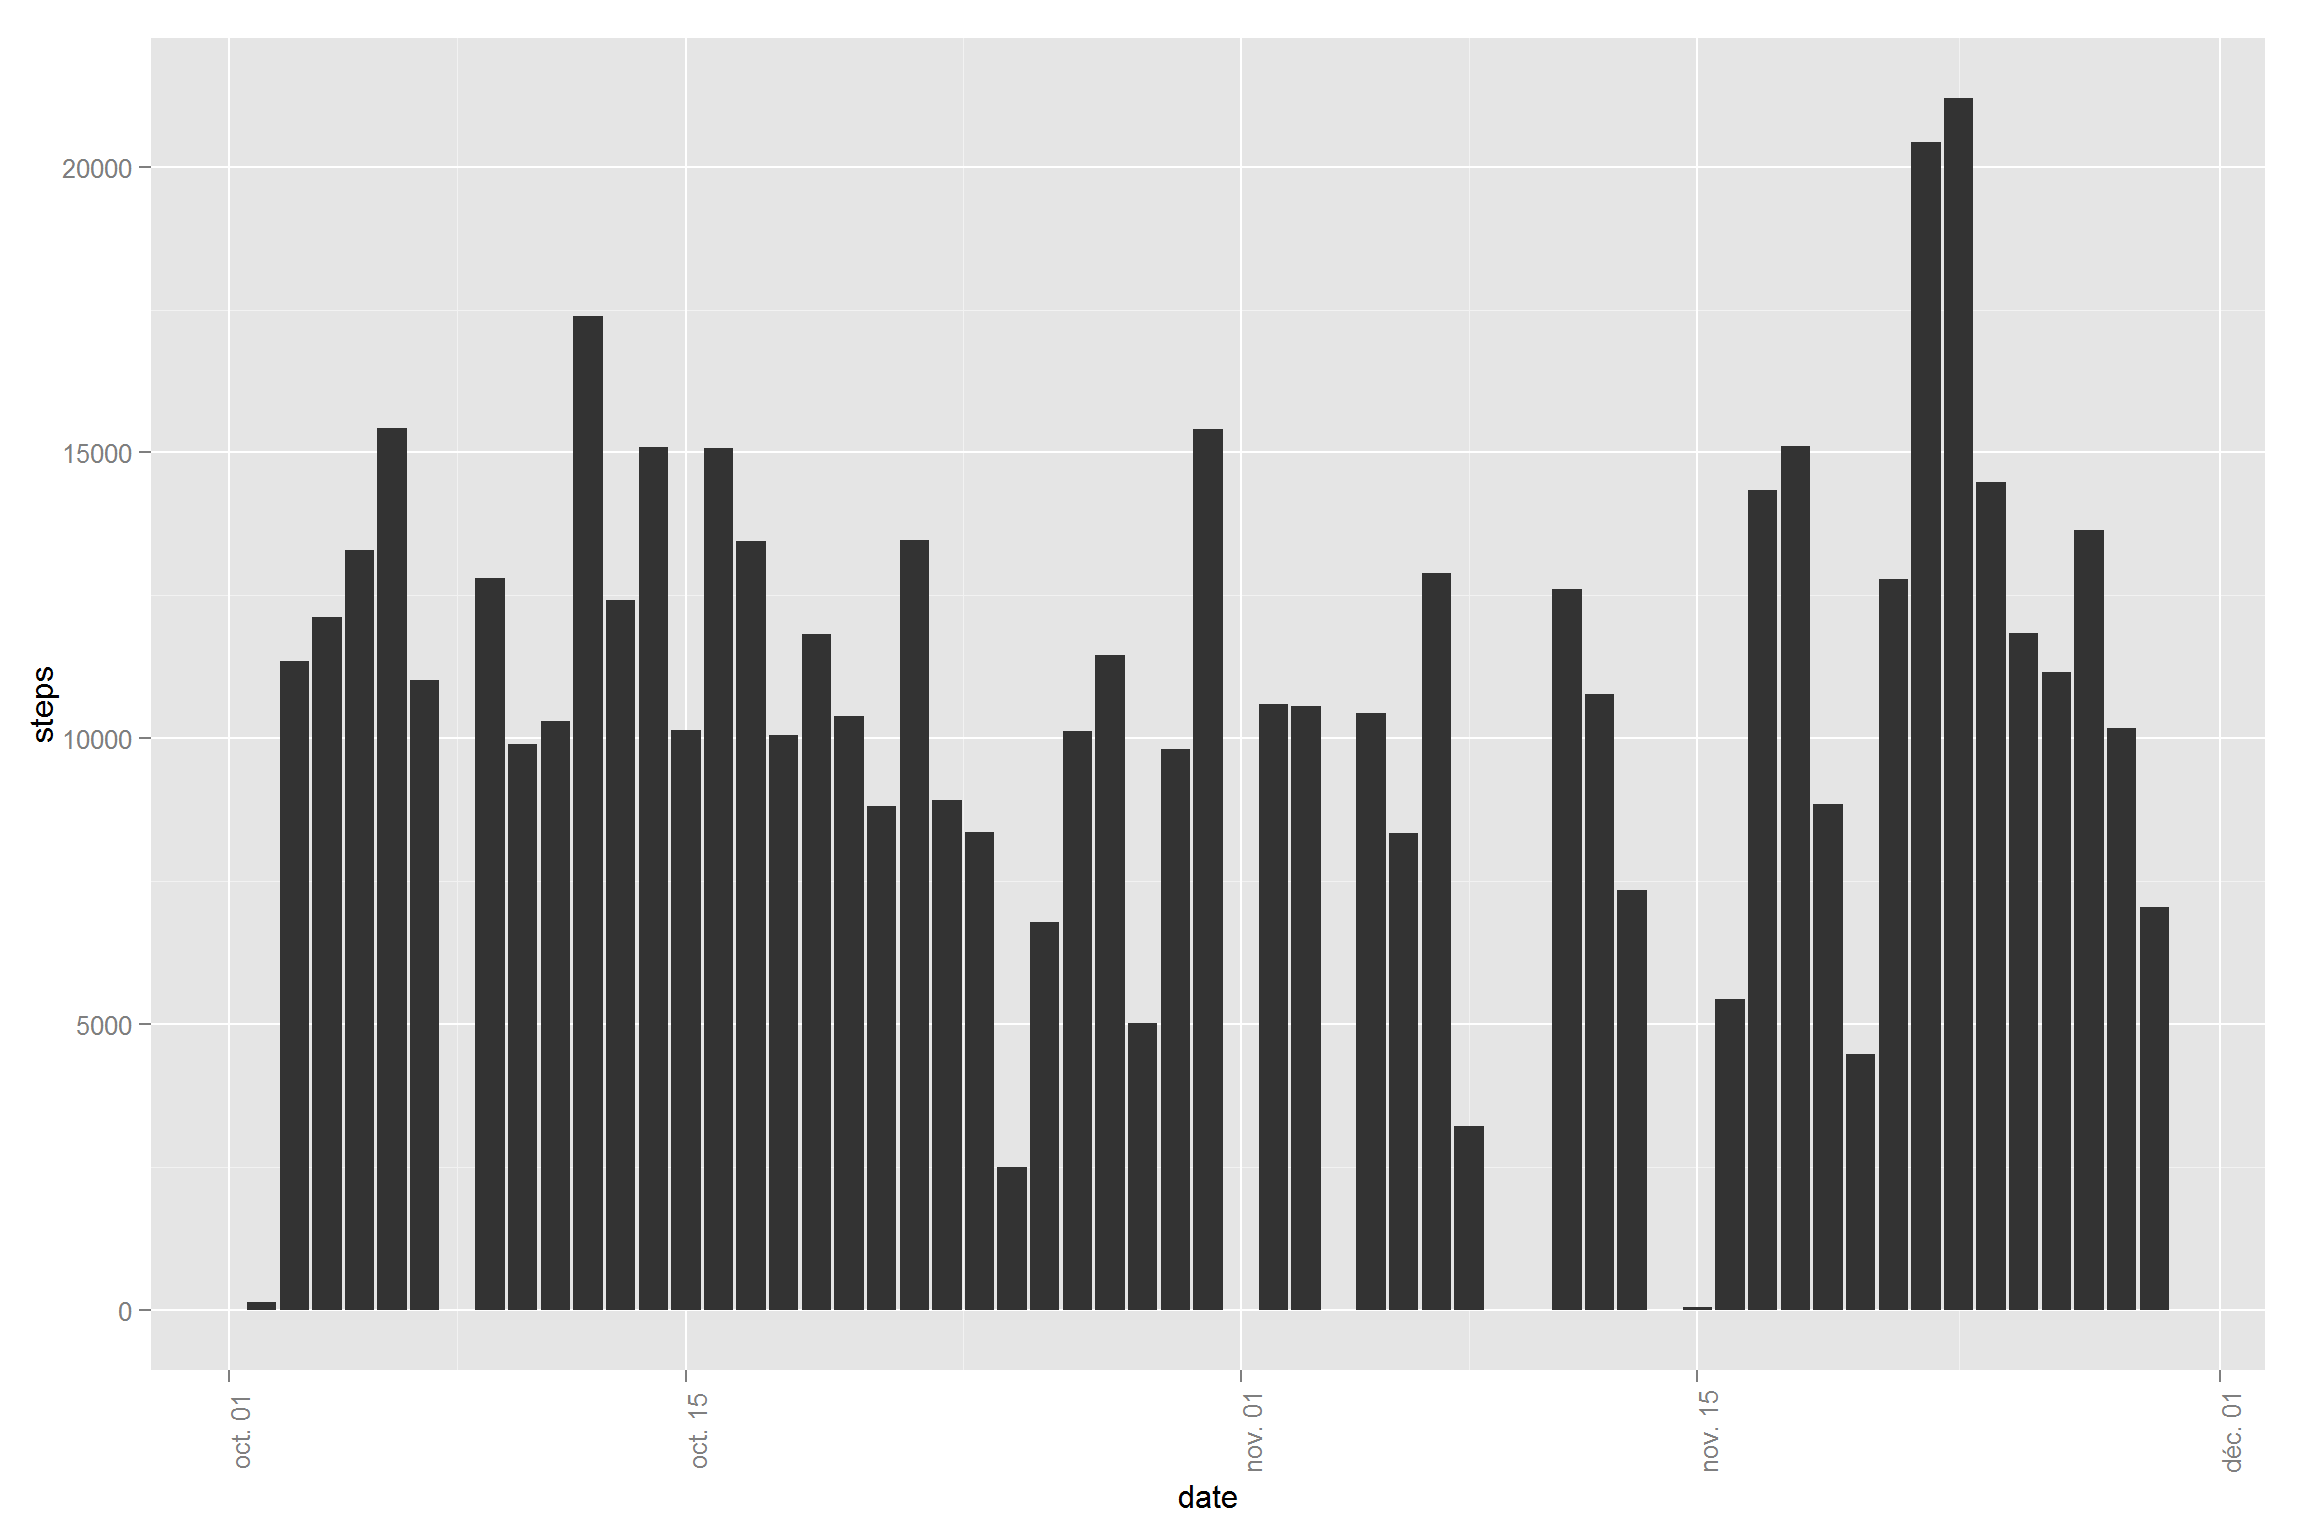 steps
20000
15000
10000
5000
0
oct. 01
oct. 15
nov. 01
nov. 15
déc. 01
date